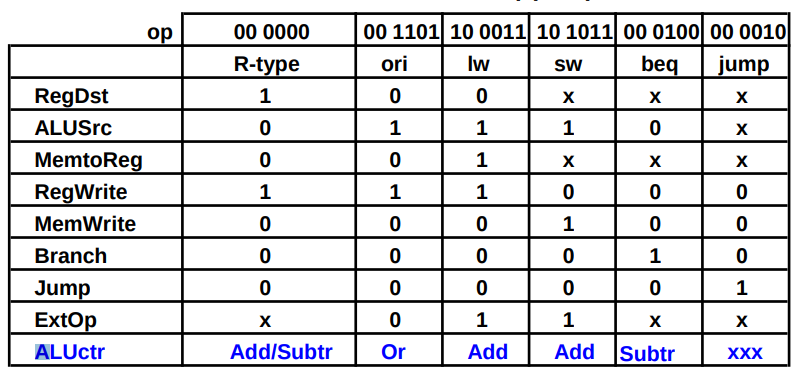 op 00 0000 00 1101 10 0011 10 1011 00 0100 00 0010
R-type ori lw sw beq jump
RegDst 1 0 0 x x x
ALUSrc 0 1 1 1 0 x
MemtoReg 0 0 1 x x x
RegWrite 1 1 1 0 0 0
MemWrite 0 0 0 1 0 0
Branch 0 0 0 0 1 0
Jump 0 0 0 0 0 1
ExtOp x 0 1 1 x x
ALUctr Add/Subtr Or Add Add Subtr xxx